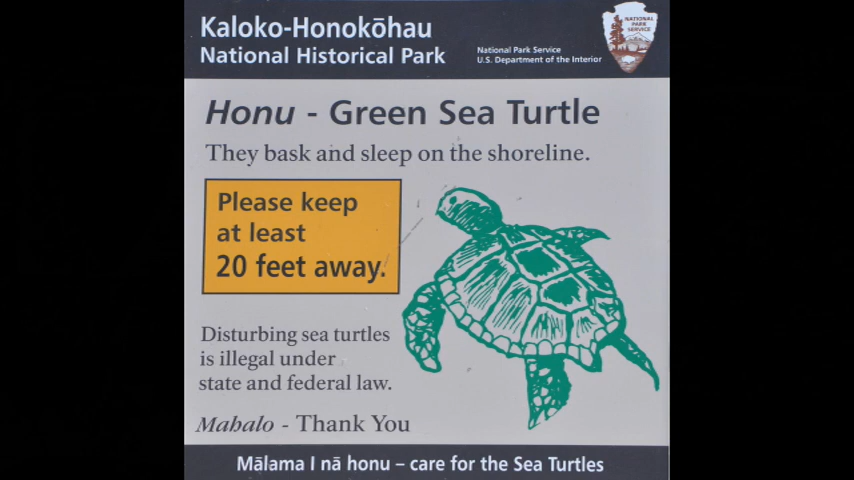 Kaloko-Honokōhau
National Historical Park
National Park Service
U.S. Department of the Interior
NATIONAL
PARK
SERVICE
Honu - Green Sea Turtle
They bask and sleep on the shoreline.
Please keep
at least
20 feet away.
Disturbing sea turtles
is illegal under
state and federal law.
Mahalo - Thank You
Mālama I nā honu – care for the Sea Turtles